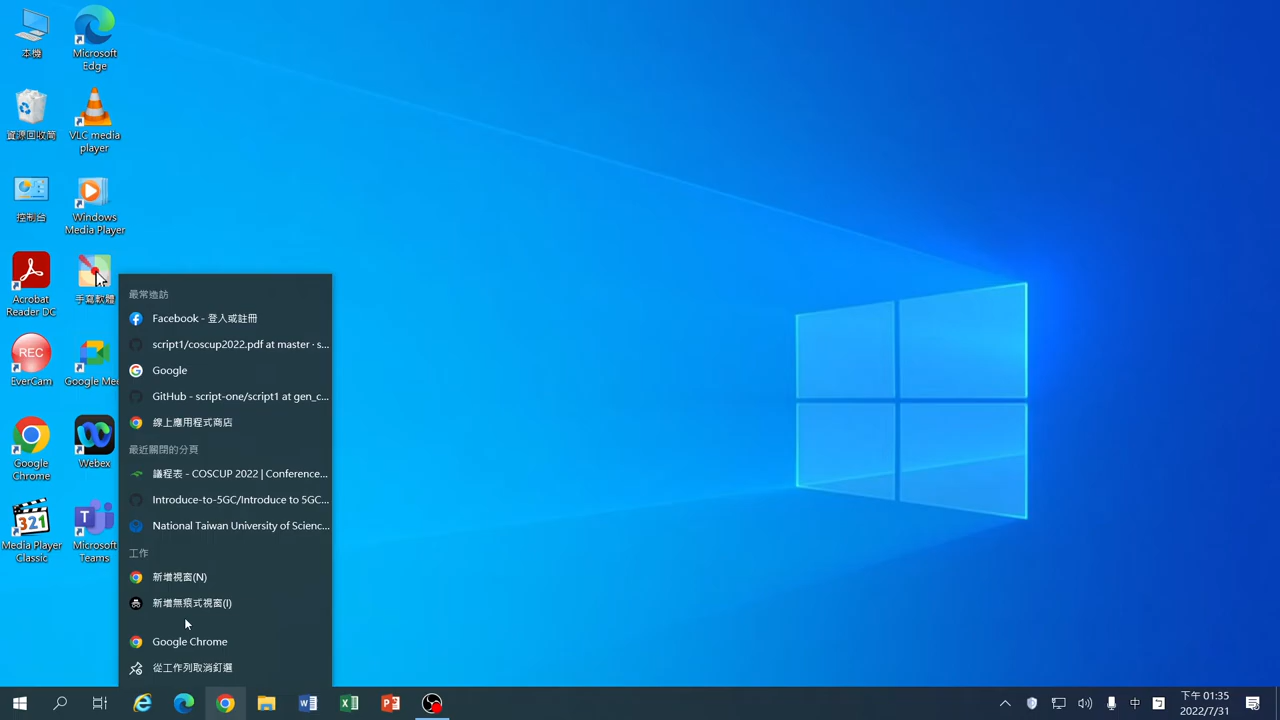 本機
Microsoft
Edge
資源回收筒
VLC media
player
控制台
Windows
Media Player
Acrobat
Reader DC
手寫軟體
REC
EverCam
Google Mee
Google
Chrome
Webex
321
Media Player
Classic
Microsoft
Teams
最常造訪
Facebook - 登入或註冊
script1/coscup2022.pdf at master · s...
Google
GitHub - script-one/script1 at gen_c...
線上應用程式商店
最近關閉的分頁
議程表 - COSCUP 2022 | Conference...
Introduce-to-5GC/Introduce to 5GC...
National Taiwan University of Scienc...
工作
新增視窗(N)
新增無痕式視窗(I)
Google Chrome
從工作列取消釘選
中
ㄅ
下午 01:35
2022/7/31